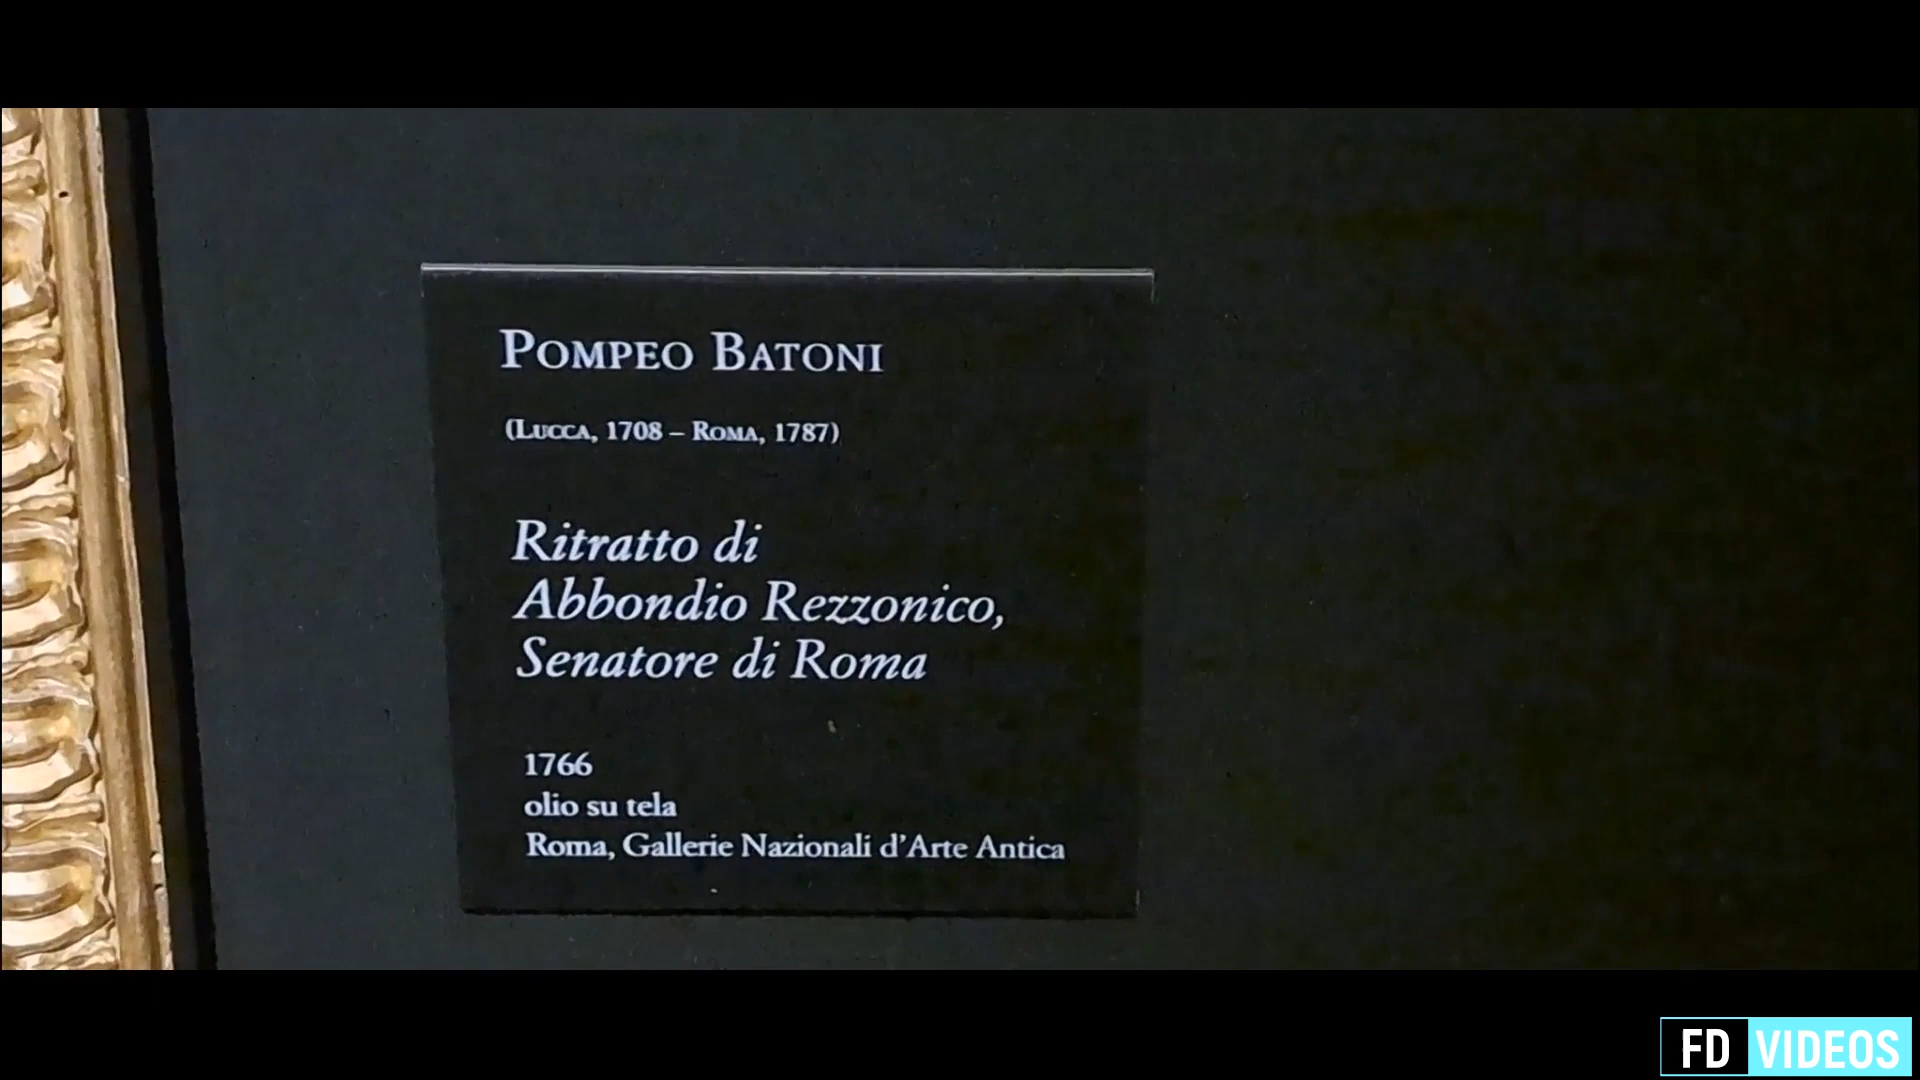 POMPEO BATONI
(LUCCA, 1708 – ROMA, 1787)
Ritratto di
Abbondio Rezzonico,
Senatore di Roma
1766
olio su tela
Roma, Gallerie Nazionali d'Arte Antica
FD VIDEOS